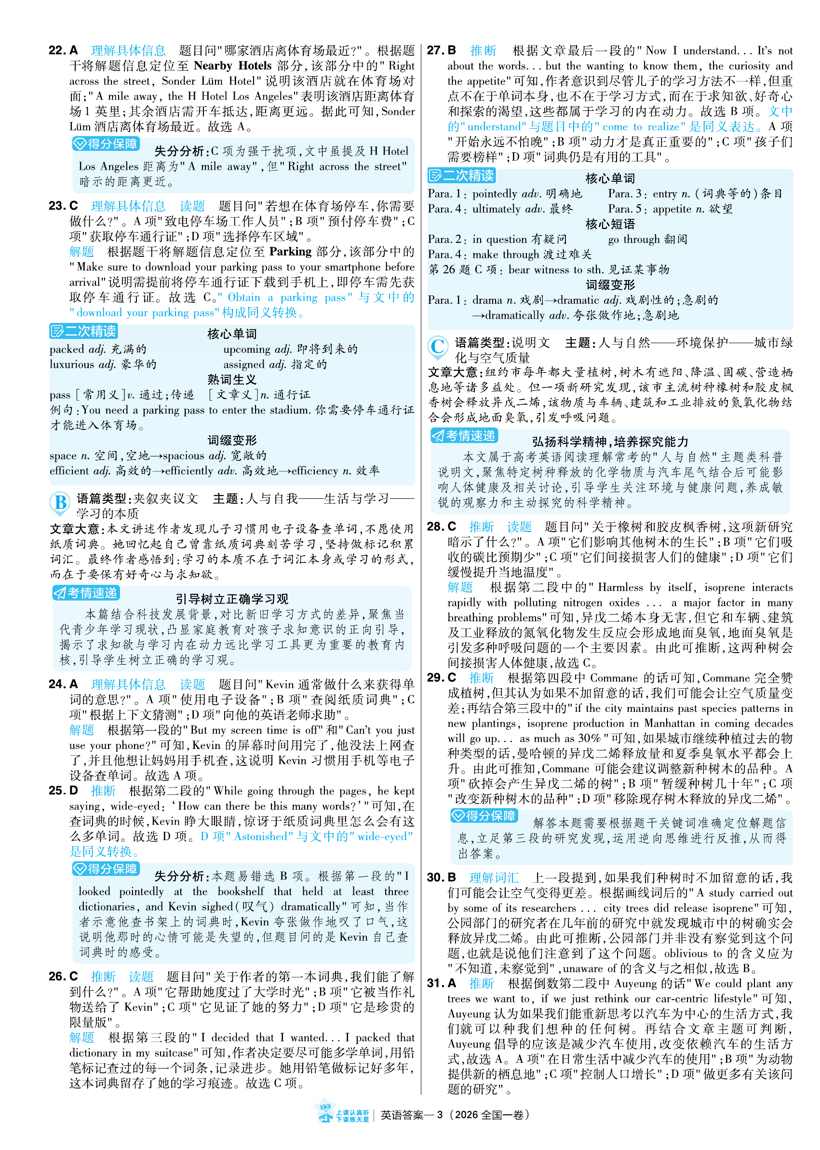 22. A 理解具体信息 题目问"哪家酒店离体育场最近?"。根据题
干将解题信息定位至 Nearby Hotels 部分,该部分中的" Right
across the street, Sonder Lüm Hotel" 说明该酒店就在体育场对
面;"A mile away, the H Hotel Los Angeles"表明该酒店距离体育
场1 英里;其余酒店需开车抵达,距离更远。据此可知,Sonder
Lüm 酒店离体育场最近。故选 A。
得分保障
失分分析:C 项为强干扰项,文中虽提及 H Hotel
Los Angeles 距离为" A mile away",但"Right across the street"
暗示的距离更近。
23. C 理解具体信息 读题 题目问"若想在体育场停车,你需要
做什么?"。A 项"致电停车场工作人员";B 项" 预付停车费";C
项"获取停车通行证";D 项"选择停车区域"。
解题 根据题干将解题信息定位至 Parking 部分,该部分中的
" Make sure to download your parking pass to your smartphone before
arrival"说明需提前将停车通行证下载到手机上,即停车需先获
取停车通行证。故选 C。" Obtain a parking pass" 与文中的
"download your parking pass"构成同义转换。
二次精读
核心单词
packed adj. 充满的 upcoming adj. 即将到来的
luxurious adj. 豪华的 assigned adj. 指定的
熟词生义
pass [常用义]v. 通过;传递 [文章义]n. 通行证
例句:You need a parking pass to enter the stadium. 你需要停车通行证
才能进入体育场。
词缀变形
space n. 空间,空地→spacious adj. 宽敞的
efficient adj. 高效的→efficiently adv. 高效地→efficiency n. 效率
B 语篇类型:夹叙夹议文 主题:人与自我——生活与学习——
学习的本质
文章大意:本文讲述作者发现儿子习惯用电子设备查单词,不愿使用
纸质词典。她回忆起自己曾靠纸质词典刻苦学习,坚持做标记积累
词汇。最终作者感悟到:学习的本质不在于词汇本身或学习的形式,
而在于要保有好奇心与求知欲。
考情速递
引导树立正确学习观
本篇结合科技发展背景,对比新旧学习方式的差异,聚焦当
代青少年学习现状,凸显家庭教育对孩子求知意识的正向引导,
揭示了求知欲与学习内在动力远比学习工具更为重要的教育内
核,引导学生树立正确的学习观。
24. A 理解具体信息 读题 题目问"Kevin 通常做什么来获得单
词的意思?"。A 项" 使用电子设备";B 项" 查阅纸质词典";C
项"根据上下文猜测";D 项"向他的英语老师求助"。
解题 根据第一段的"But my screen time is off"和"Can't you just
use your phone?"可知,Kevin 的屏幕时间用完了,他没法上网查
了,并且他想让妈妈用手机查,这说明 Kevin 习惯用手机等电子
设备查单词。故选 A 项。
25. D 推断 根据第二段的"While going through the pages, he kept
saying, wide-eyed: 'How can there be this many words?'"可知,在
查词典的时候,Kevin 睁大眼睛,惊讶于纸质词典里怎么会有这
么多单词。故选 D 项。D 项"Astonished"与文中的"wide-eyed"
是同义转换。
得分保障
失分分析:本题易错选 B 项。根据第一段的"I
looked pointedly at the bookshelf that held at least three
dictionaries, and Kevin sighed(叹气) dramatically"可知,当作
者示意他查书架上的词典时,Kevin 夸张做作地叹了口气,这
说明他那时的心情可能是失望的,但题目问的是 Kevin 自己查
词典时的感受。
26. C 推断 读题 题目问"关于作者的第一本词典,我们能了解
到什么?"。A 项"它帮助她度过了大学时光";B 项"它被当作礼
物送给了 Kevin";C 项"它见证了她的努力";D 项"它是珍贵的
限量版"。
解题 根据第三段的"I decided that I wanted... I packed that
dictionary in my suitcase"可知,作者决定要尽可能多学单词,用铅
笔标记查过的每一个词条,记录进步。她用铅笔做标记好多年,
这本词典留存了她的学习痕迹。故选 C 项。
27. B 推断 根据文章最后一段的" Now I understand... It's not
about the words... but the wanting to know them, the curiosity and
the appetite"可知,作者意识到尽管儿子的学习方法不一样,但重
点不在于单词本身,也不在于学习方式,而在于求知欲、好奇心
和探索的渴望,这些都属于学习的内在动力。故选 B 项。文中
的"understand"与题目中的" come to realize" 是同义表达。A 项
"开始永远不怕晚";B 项"动力才是真正重要的";C 项"孩子们
需要榜样";D 项"词典仍是有用的工具"。
二次精读
核心单词
Para. 1: pointedly adv. 明确地 Para. 3: entry n. (词典等的)条目
Para. 4: ultimately adv. 最终 Para. 5: appetite n. 欲望
核心短语
Para. 2: in question 有疑问 go through 翻阅
Para. 4: make through 渡过难关
第 26 题 C 项: bear witness to sth. 见证某事物
词缀变形
Para. 1: drama n. 戏剧→dramatic adj. 戏剧性的;急剧的
→dramatically adv. 夸张做作地;急剧地
C 语篇类型:说明文 主题:人与自然——环境保护——城市绿
化与空气质量
文章大意:纽约市每年都大量植树,树木有遮阳、降温、固碳、营造栖
息地等诸多益处。但一项新研究发现,该市主流树种橡树和胶皮枫
香树会释放异戊二烯,该物质与车辆、建筑和工业排放的氮氧化物结
合会形成地面臭氧,引发呼吸问题。
考情速递
弘扬科学精神,培养探究能力
本文属于高考英语阅读理解常考的"人与自然"主题类科普
说明文,聚焦特定树种释放的化学物质与汽车尾气结合后可能影
响人体健康及相关讨论,引导学生关注环境与健康问题,养成敏
锐的观察力和主动探究的科学精神。
28. C 推断 读题 题目问"关于橡树和胶皮枫香树,这项新研究
暗示了什么?"。A 项"它们影响其他树木的生长";B 项"它们吸
收的碳比预期少";C 项"它们间接损害人们的健康";D 项"它们
缓慢提升当地温度"。
解题 根据第二段中的" Harmless by itself, isoprene interacts
rapidly with polluting nitrogen oxides ... a major factor in many
breathing problems"可知,异戊二烯本身无害,但它和车辆、建筑
及工业释放的氮氧化物发生反应会形成地面臭氧,地面臭氧是
引发多种呼吸问题的一个主要因素。由此可推断,这两种树会
间接损害人体健康,故选 C。
29. C 推断 根据第四段中 Commane 的话可知,Commane 完全赞
成植树,但其认为如果不加留意的话,我们可能会让空气质量变
差;再结合第三段中的"if the city maintains past species patterns in
new plantings, isoprene production in Manhattan in coming decades
will go up... as much as 30%"可知,如果城市继续种植过去的物
种类型的话,曼哈顿的异戊二烯释放量和夏季臭氧水平都会上
升。由此可推知,Commane 可能会建议调整新种树木的品种。A
项"砍掉会产生异戊二烯的树";B 项"暂缓种树几十年";C 项
"改变新种树木的品种";D 项"移除现存树木释放的异戊二烯"。
得分保障
解答本题需要根据题干关键词准确定位解题信
息,立足第三段的研究发现,运用逆向思维进行反推,从而得
出答案。
30. B 理解词汇 上一段提到,如果我们种树时不加留意的话,我
们可能会让空气变得更差。根据画线词后的"A study carried out
by some of its researchers ... city trees did release isoprene"可知,
公园部门的研究者在几年前的研究中就发现城市中的树确实会
释放异戊二烯。由此可推断,公园部门并非没有察觉到这个问
题,也就是说他们注意到了这个问题。oblivious to 的含义应为
"不知道,未察觉到",unaware of 的含义与之相似,故选 B。
31. A 推断 根据倒数第二段中 Auyeung 的话"We could plant any
trees we want to, if we just rethink our car-centric lifestyle"可知,
Auyeung 认为如果我们能重新思考以汽车为中心的生活方式,我
们就可以种我们想种的任何树。再结合文章主题可判断,
Auyeung 倡导的应该是减少汽车使用,改变依赖汽车的生活方
式,故选 A。A 项"在日常生活中减少汽车的使用";B 项"为动物
提供新的栖息地";C 项"控制人口增长";D 项"做更多有关该问
题的研究"。
上课认真听
下课练天星
英语答案—3(2026 全国一卷)